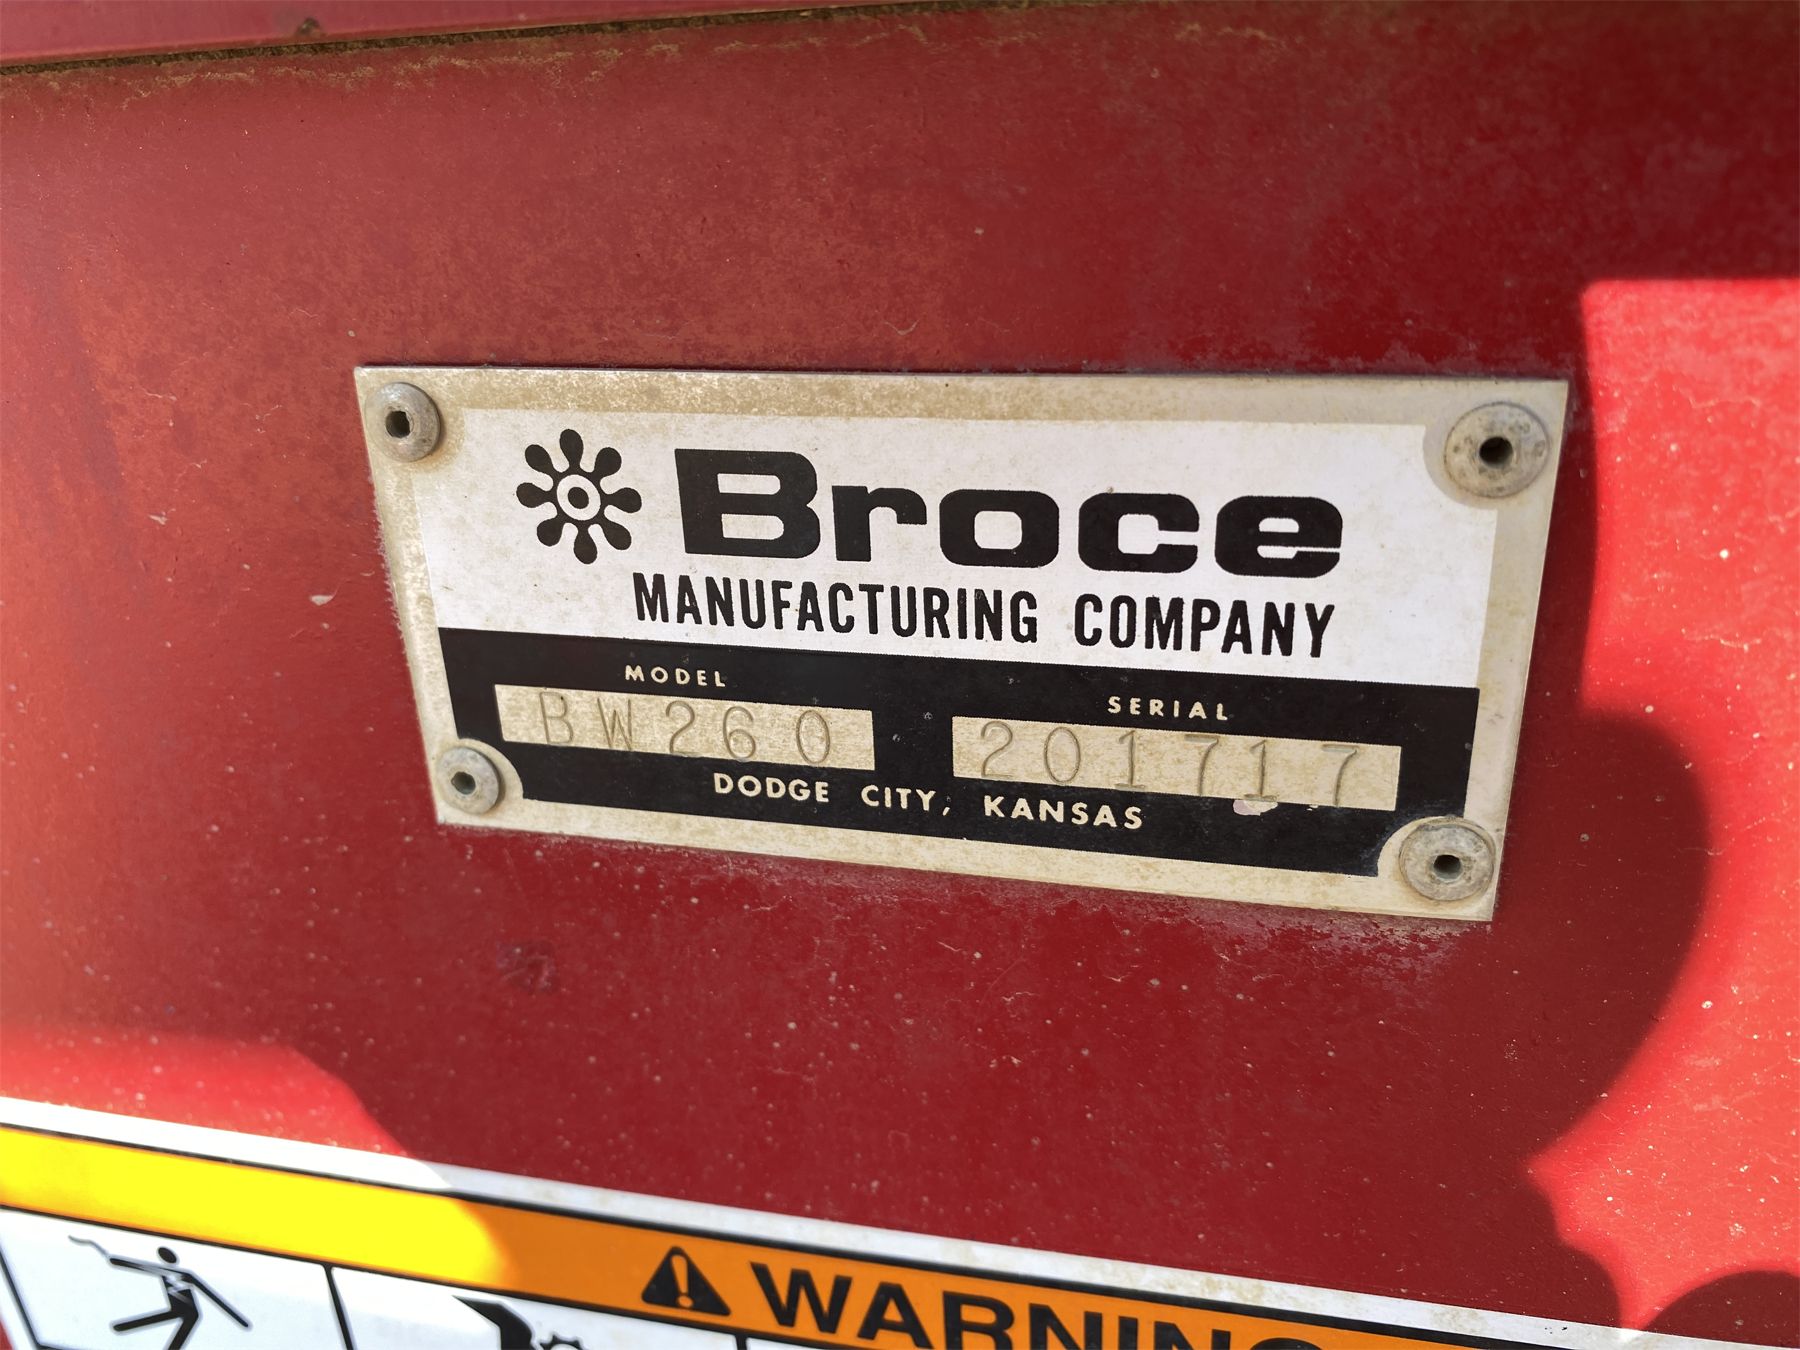 Broce
MANUFACTURING COMPANY
MODEL SERIAL
BW260 201717
DODGE CITY, KANSAS
WARNING